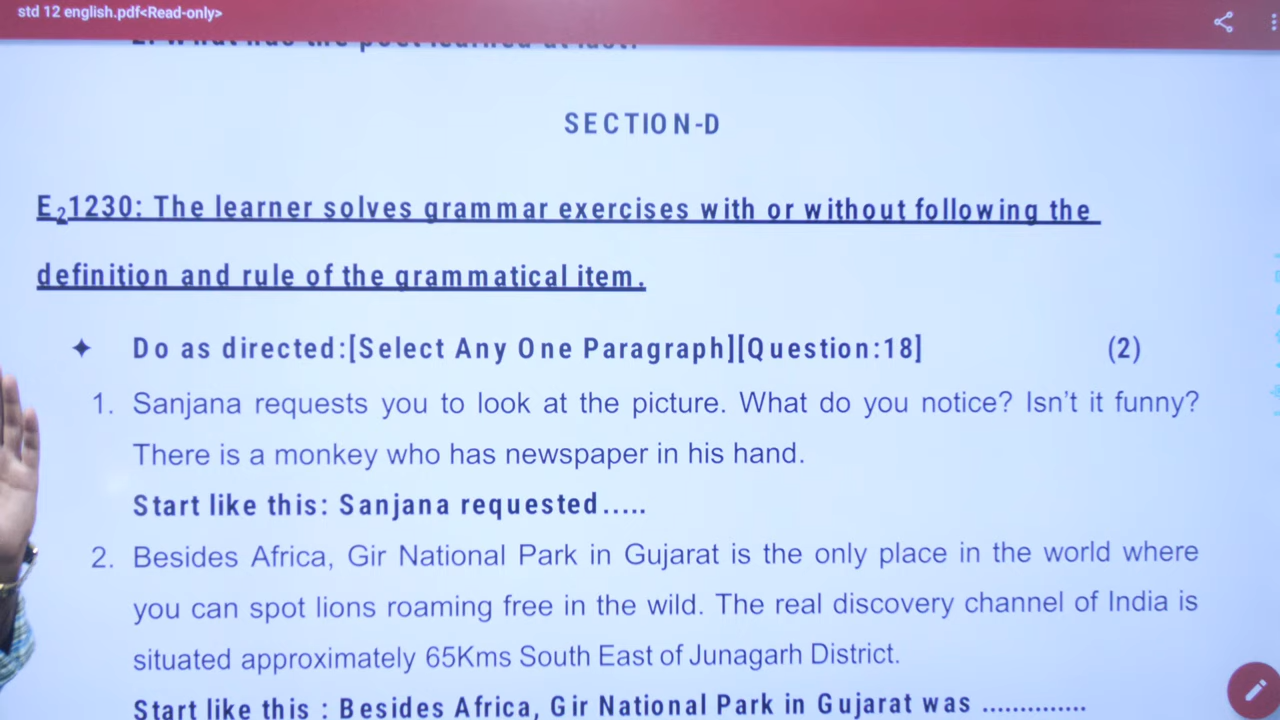 std 12 english.pdf<Read-only>
SECTION-D
E₂1230: The learner solves grammar exercises with or without following the
definition and rule of the grammatical item.
✦ Do as directed:[Select Any One Paragraph][Question:18] (2)
1. Sanjana requests you to look at the picture. What do you notice? Isn't it funny?
There is a monkey who has newspaper in his hand.
Start like this: Sanjana requested.....
2. Besides Africa, Gir National Park in Gujarat is the only place in the world where
you can spot lions roaming free in the wild. The real discovery channel of India is
situated approximately 65Kms South East of Junagarh District.
Start like this : Besides Africa, Gir National Park in Gujarat was ..............